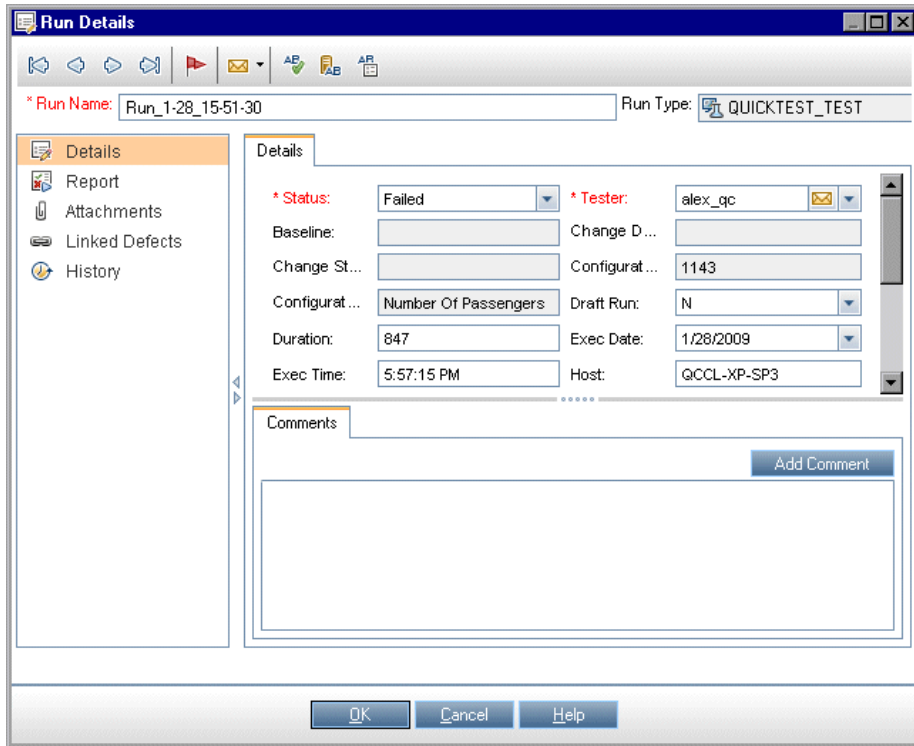 Run Details
* Run Name: Run_1-28_15-51-30 Run Type: QUICKTEST_TEST
Details
Report
Attachments
Linked Defects
History
Details
* Status: Failed * Tester: alex_qc
Baseline: Change D...
Change St... Configurat... 1143
Configurat... Number Of Passengers Draft Run: N
Duration: 847 Exec Date: 1/28/2009
Exec Time: 5:57:15 PM Host: QCCL-XP-SP3
Comments
Add Comment
OK Cancel Help